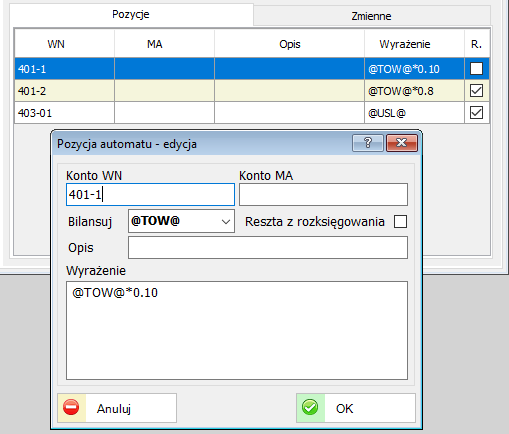 Pozycje Zmienne
WN MA Opis Wyrażenie R.
401-1 @TOW@*0.10
401-2 @TOW@*0.8
403-01 @USL@
Pozycja automatu - edycja
Konto WN Konto MA
401-1
Bilansuj @TOW@ Reszta z rozksięgowania
Opis
Wyrażenie
@TOW@*0.10
Anuluj OK